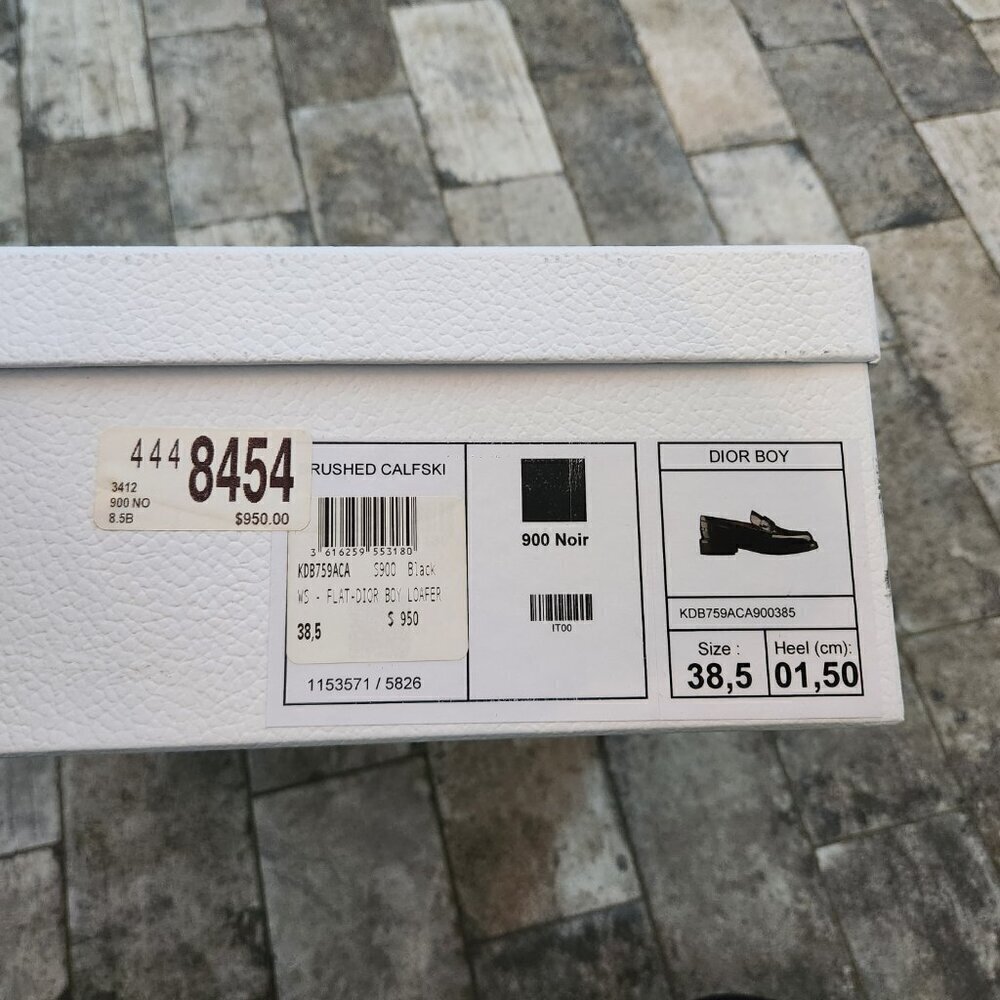 444 8454
3412
900 NO
8.5B $950.00
RUSHED CALFSKI
3 616259 553180
KDB759ACA S900 Black
WS - FLAT-DIOR BOY LOAFER
$ 950
38,5
1153571 / 5826
900 Noir
IT00
DIOR BOY
KDB759ACA900385
Size : Heel (cm):
38,5 01,50